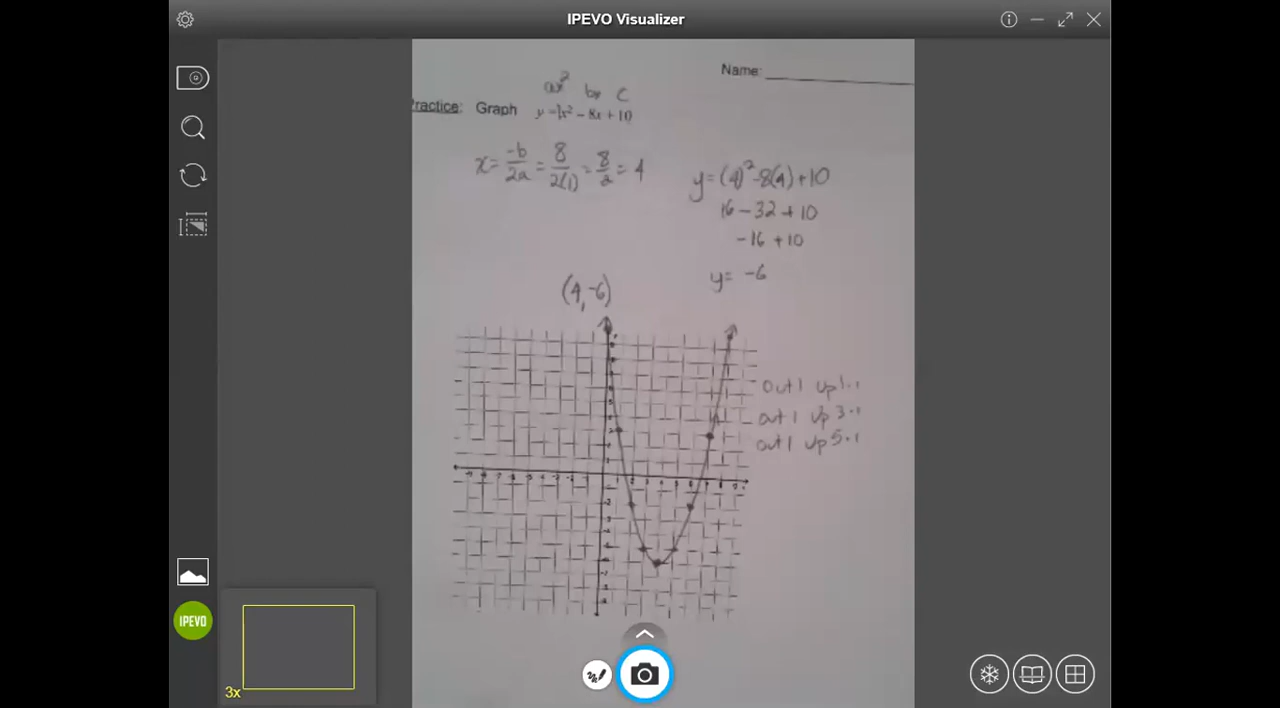 IPEVO Visualizer
Name:
ax² bx c
Practice: Graph y = 1x² – 8x + 10
x = -b/2a = 8/2(1) = 8/2 = 4
y = (4)² - 8(4) + 10
16 - 32 + 10
-16 + 10
y = -6
(4, -6)
out 1 up 1·1
out 1 up 3·1
out 1 up 5·1
IPEVO
3x